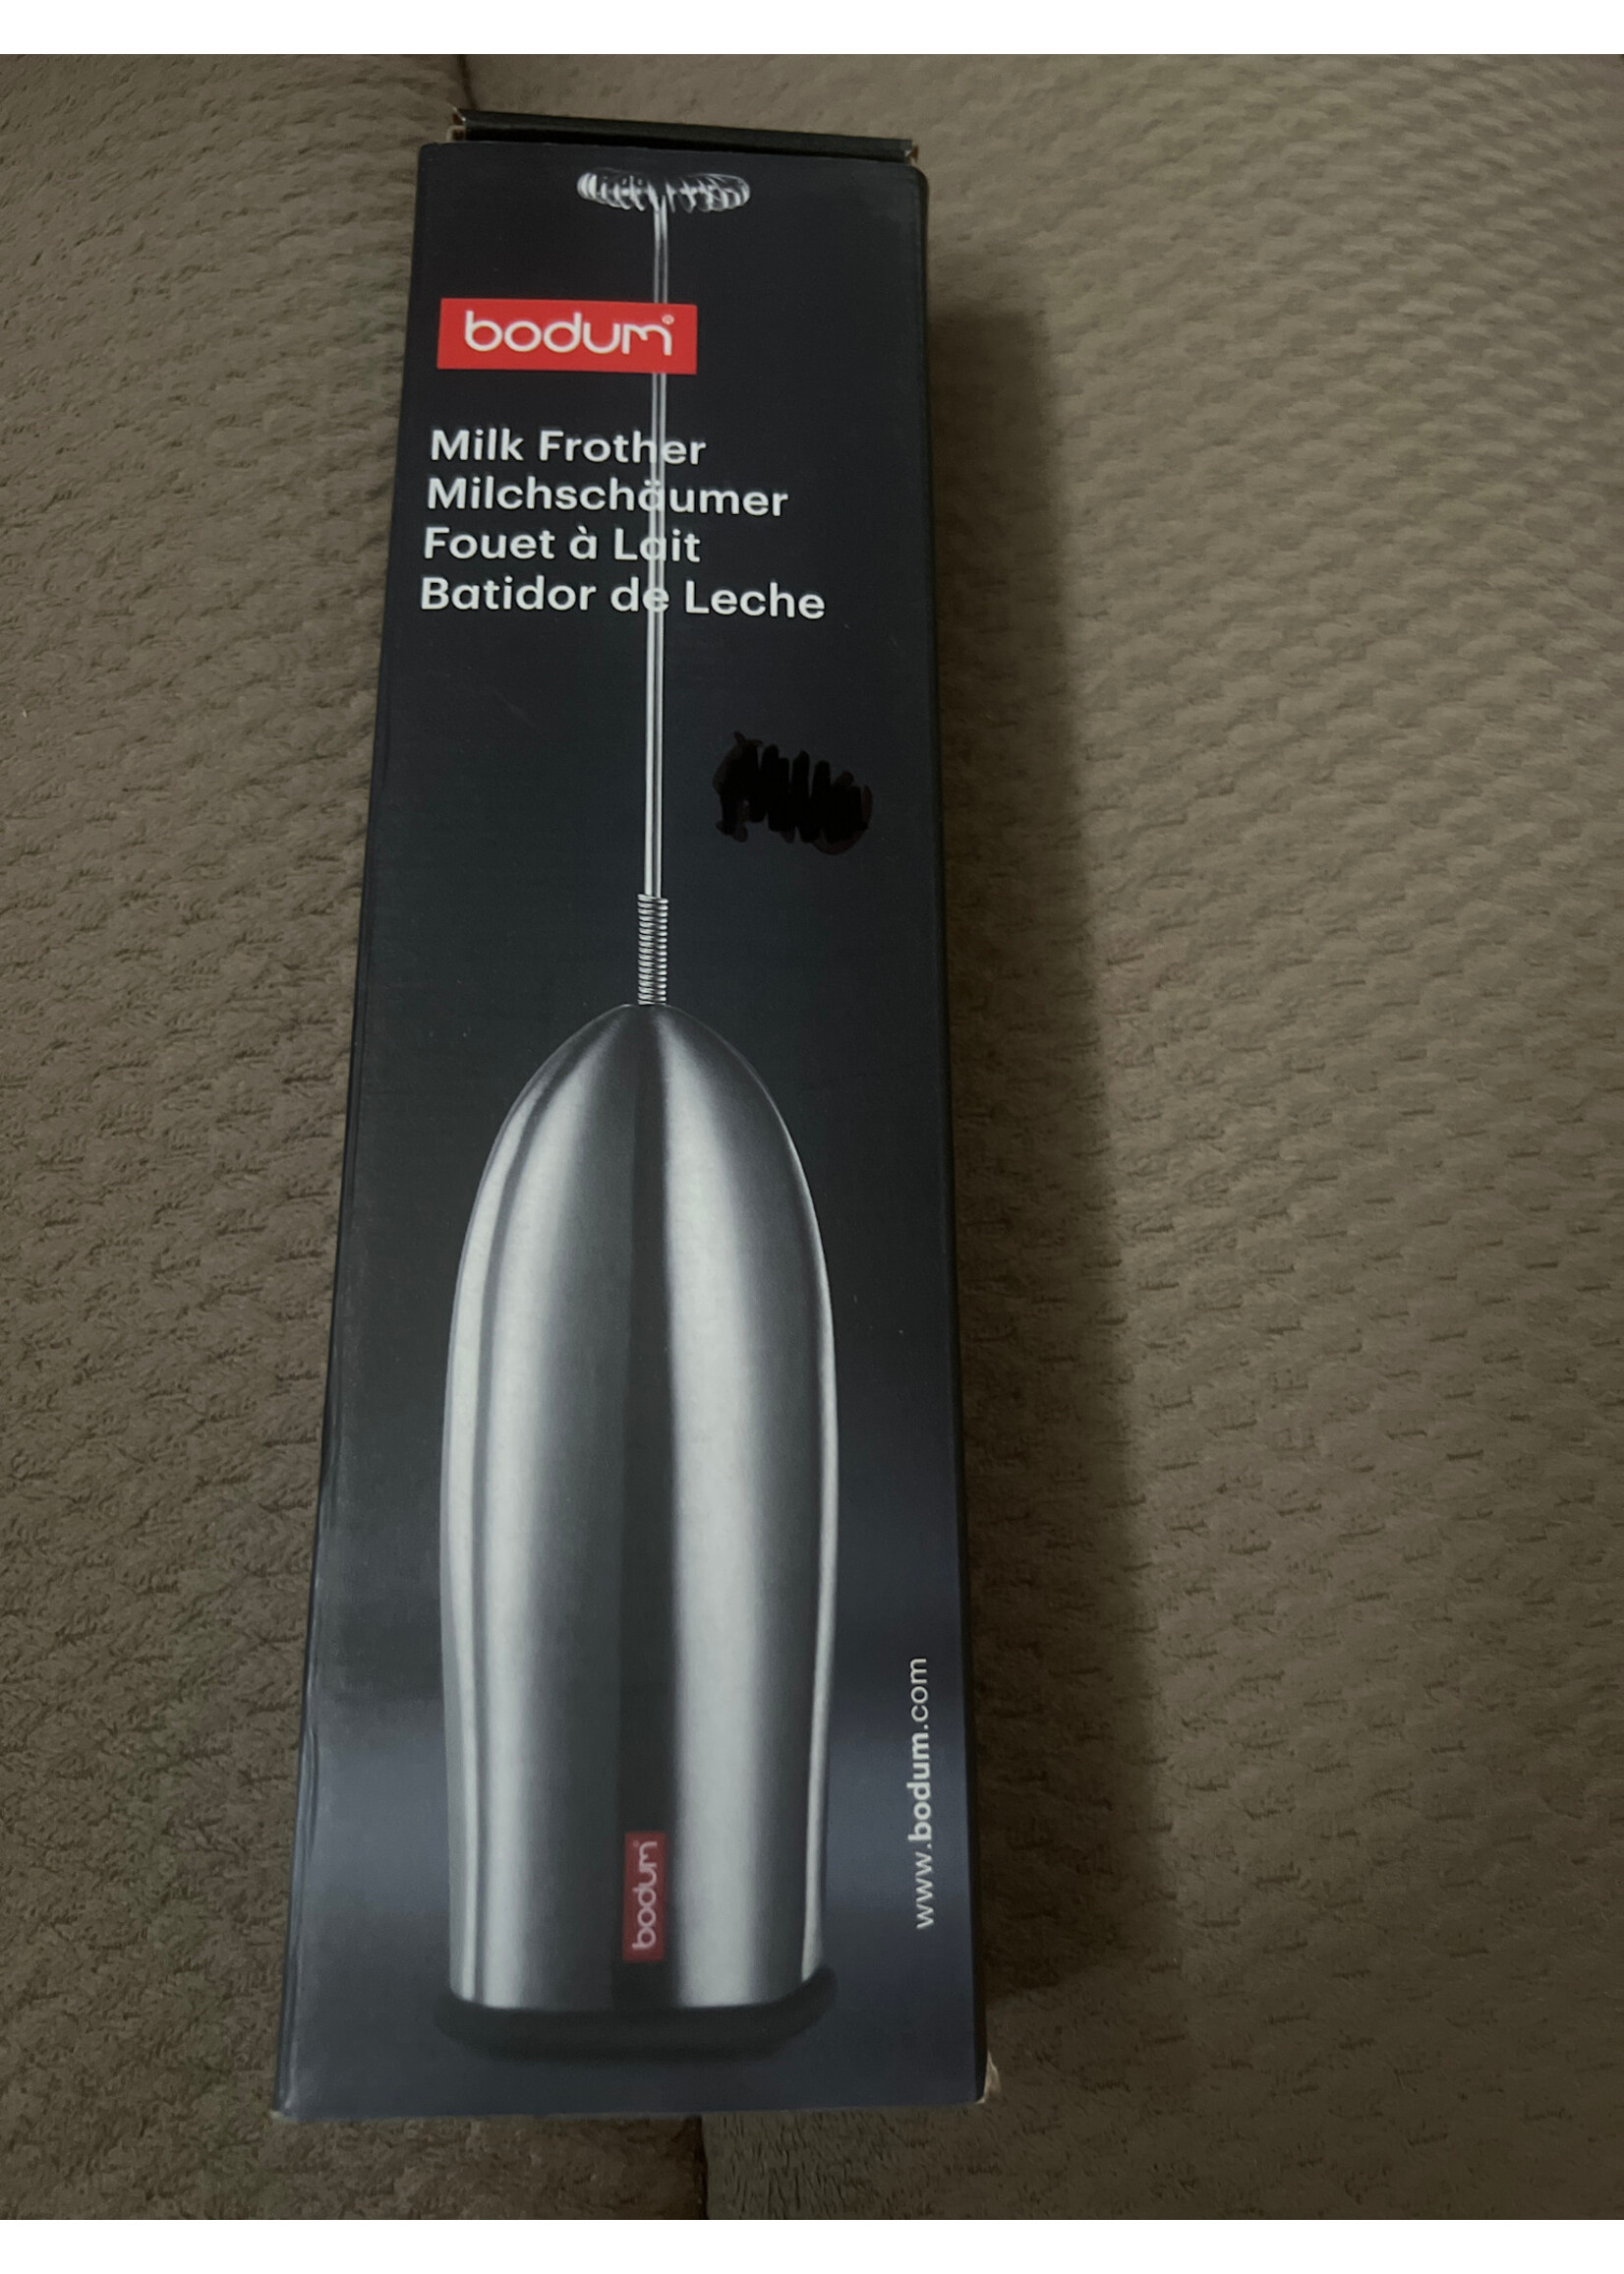 bodum®
Milk Frother
Milchschäumer
Fouet à Lait
Batidor de Leche
www.bodum.com
bodum